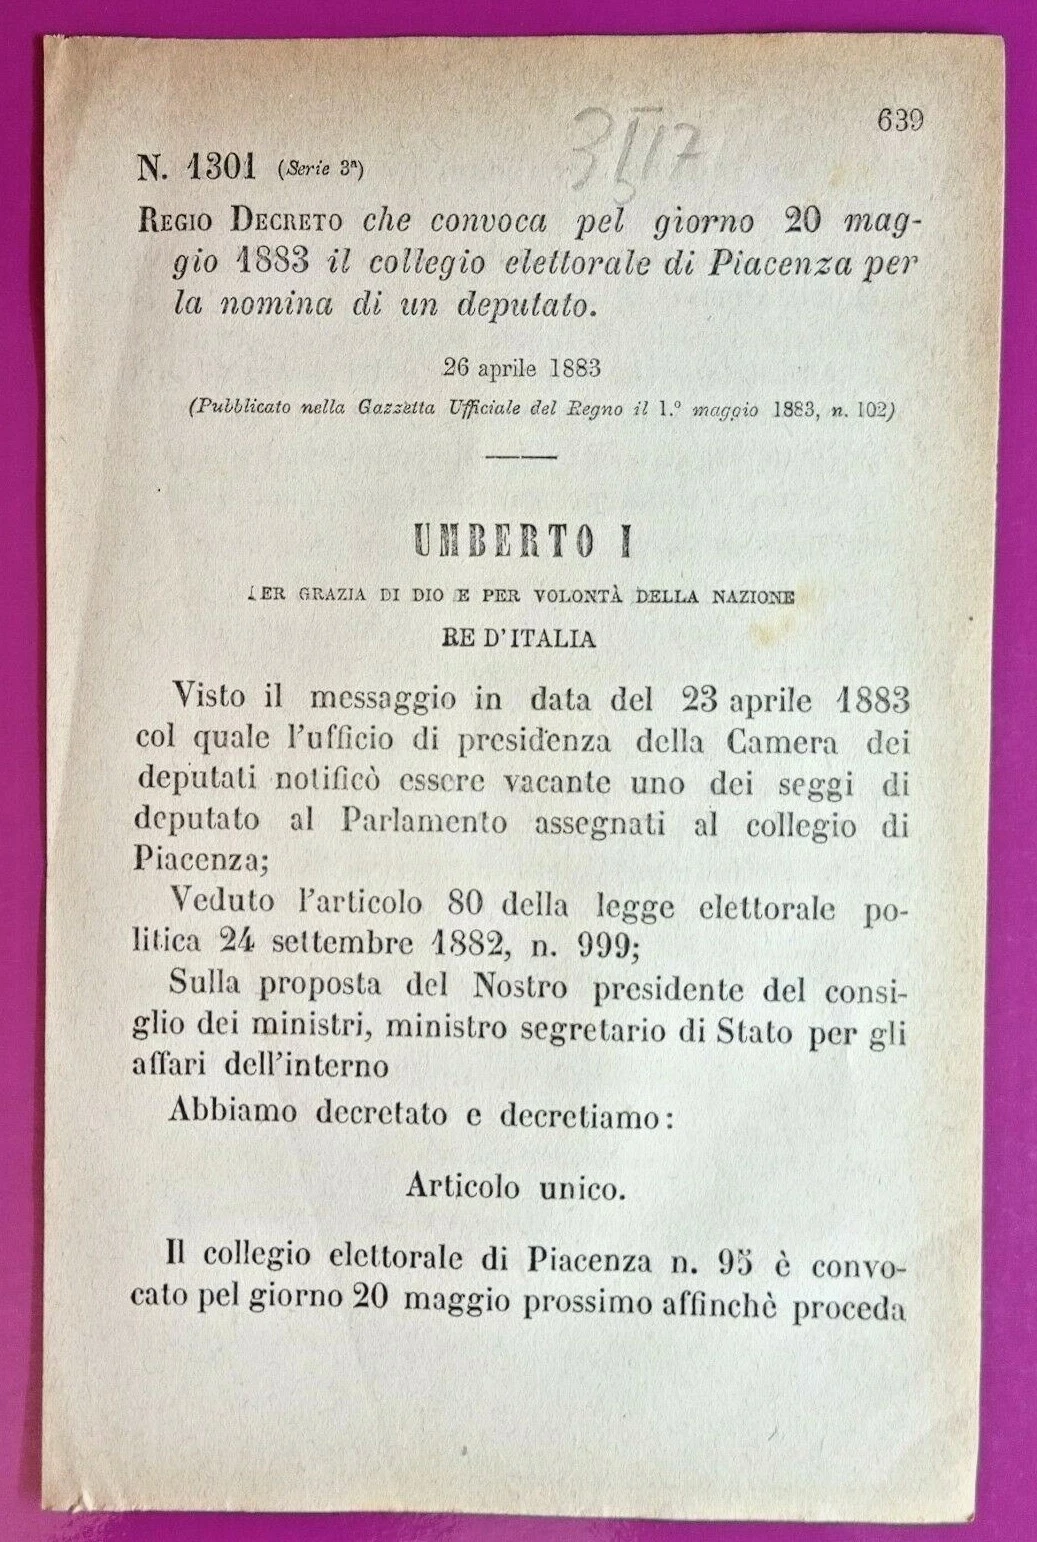 639
N. 1301 (Serie 3ª)
REGIO DECRETO che convoca pel giorno 20 mag-
gio 1883 il collegio elettorale di Piacenza per
la nomina di un deputato.
26 aprile 1883
(Pubblicato nella Gazzetta Ufficiale del Regno il 1.º maggio 1883, n. 102)
UMBERTO I
PER GRAZIA DI DIO E PER VOLONTÀ DELLA NAZIONE
RE D'ITALIA
Visto il messaggio in data del 23 aprile 1883
col quale l'ufficio di presidenza della Camera dei
deputati notificò essere vacante uno dei seggi di
deputato al Parlamento assegnati al collegio di
Piacenza;
Veduto l'articolo 80 della legge elettorale po-
litica 24 settembre 1882, n. 999;
Sulla proposta del Nostro presidente del consi-
glio dei ministri, ministro segretario di Stato per gli
affari dell'interno
Abbiamo decretato e decretiamo:
Articolo unico.
Il collegio elettorale di Piacenza n. 95 è convo-
cato pel giorno 20 maggio prossimo affinchè proceda